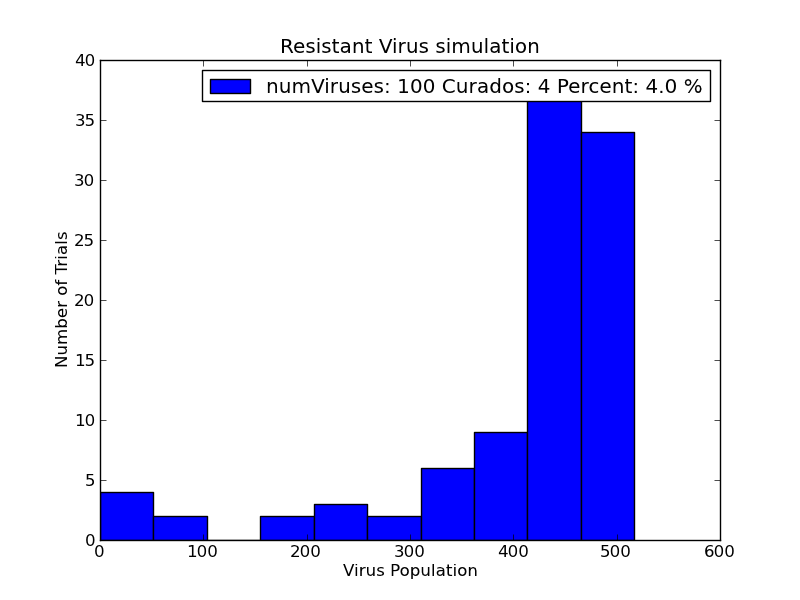 Resistant Virus simulation
numViruses: 100 Curados: 4 Percent: 4.0 %
40
35
30
25
20
15
10
5
0
Number of Trials
0 100 200 300 400 500 600
Virus Population